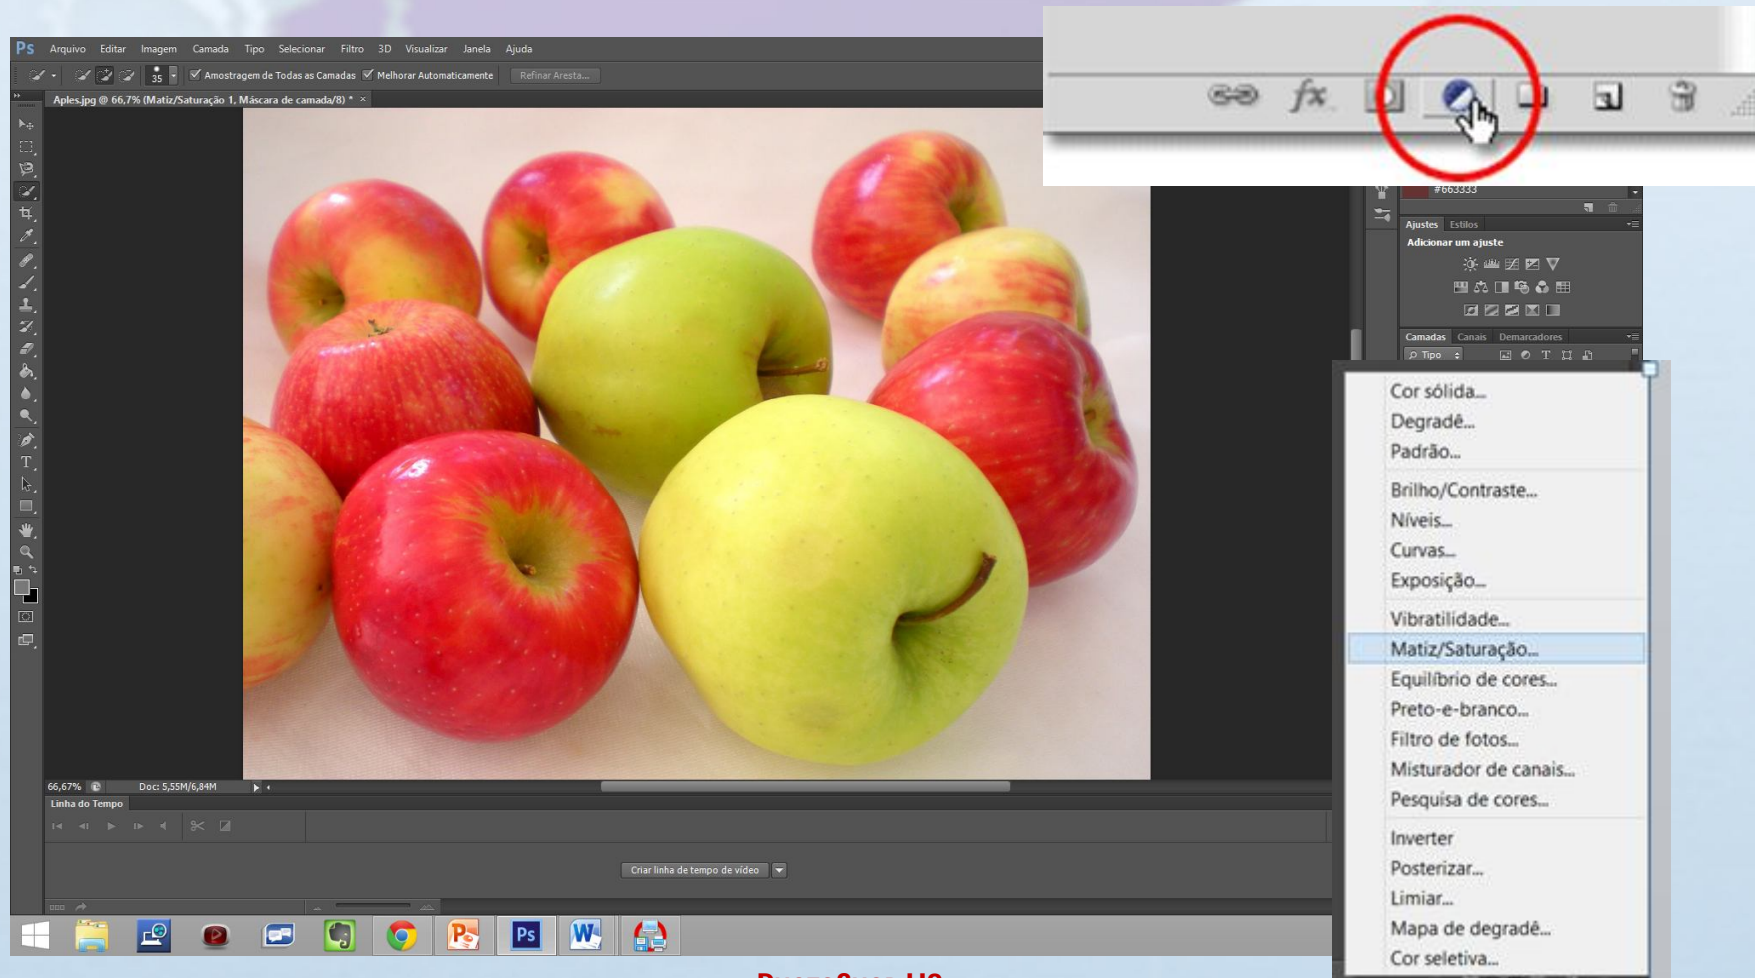 Ps Arquivo Editar Imagem Camada Tipo Selecionar Filtro 3D Visualizar Janela Ajuda
35 Amostragem de Todas as Camadas Melhorar Automaticamente Refinar Aresta...
Aples.jpg @ 66,7% (Matiz/Saturação 1, Máscara de camada/8) * ×
fx
#663333
Ajustes Estilos
Adicionar um ajuste
Camadas Canais Demarcadores
Tipo
Cor sólida...
Degradê...
Padrão...
Brilho/Contraste...
Níveis...
Curvas...
Exposição...
Vibratilidade...
Matiz/Saturação...
Equilíbrio de cores...
Preto-e-branco...
Filtro de fotos...
Misturador de canais...
Pesquisa de cores...
Inverter
Posterizar...
Limiar...
Mapa de degradê...
Cor seletiva...
66,67% Doc: 5,55M/6,84M
Linha do Tempo
Criar linha de tempo de vídeo
Ps